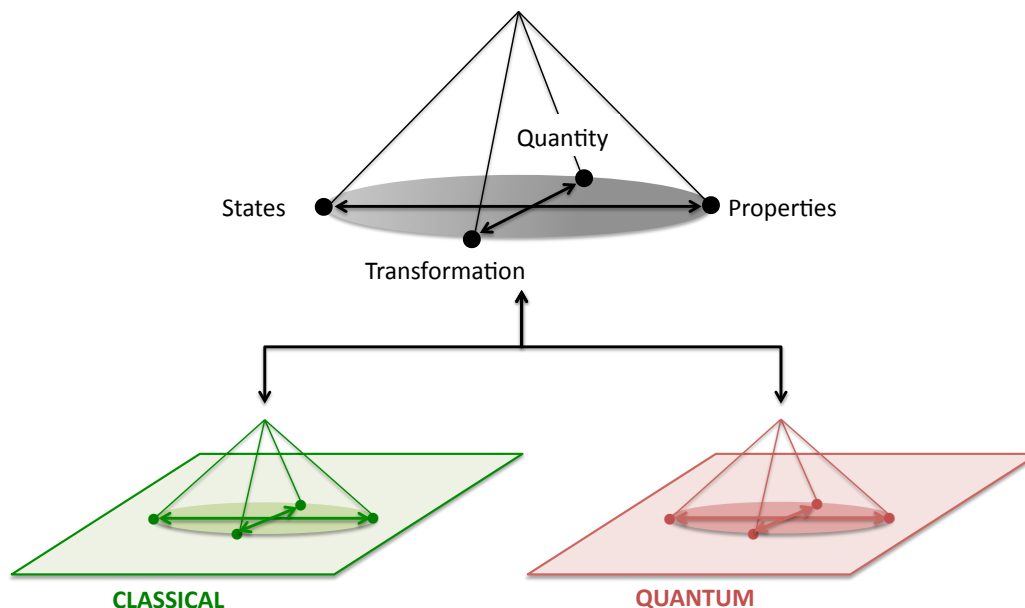 Quantity
States
Properties
Transformation
CLASSICAL
QUANTUM